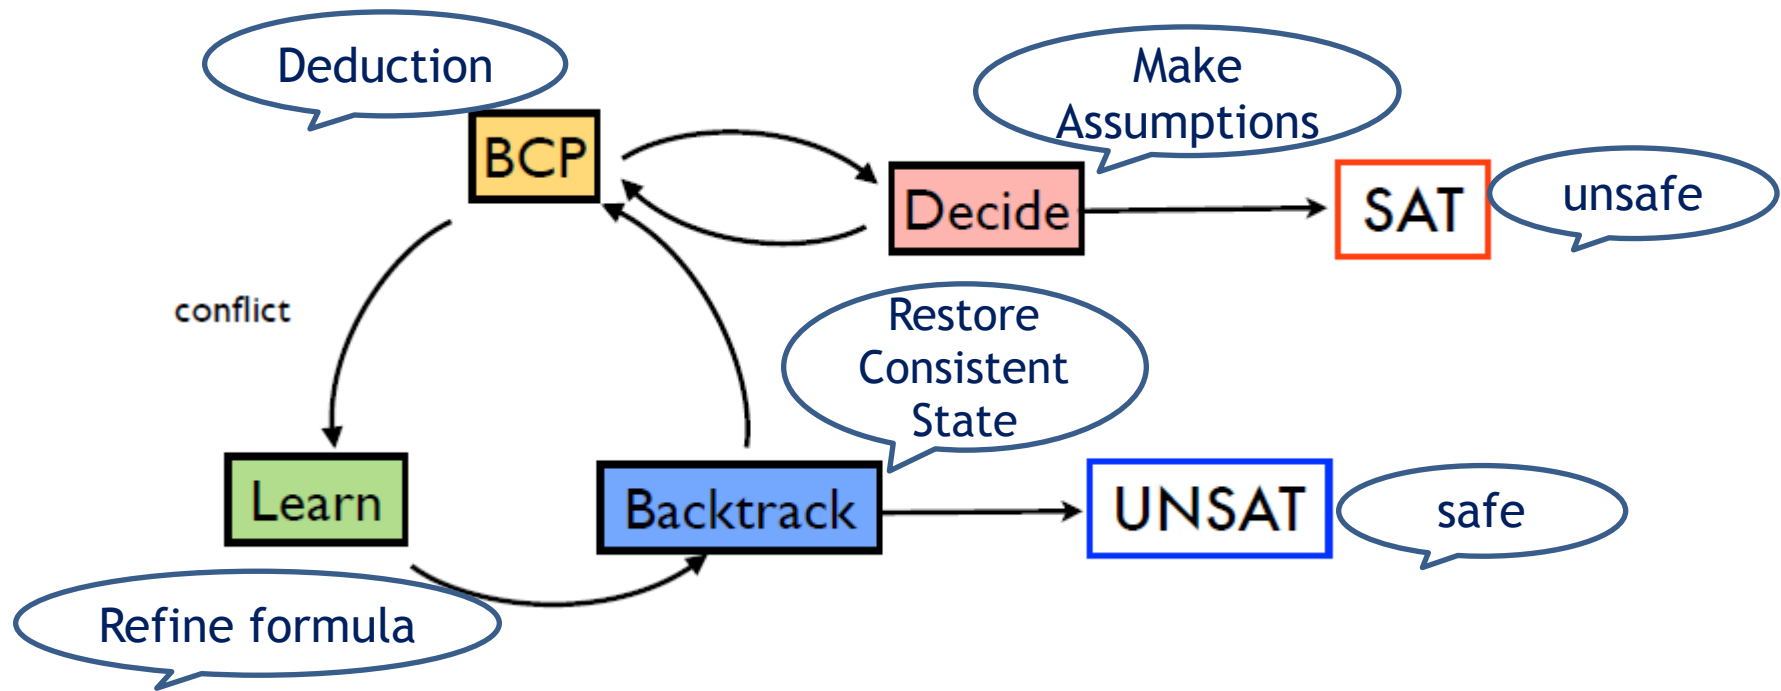 Deduction
Make
Assumptions
BCP
Decide
SAT
unsafe
conflict
Restore
Consistent
State
Learn
Backtrack
UNSAT
safe
Refine formula